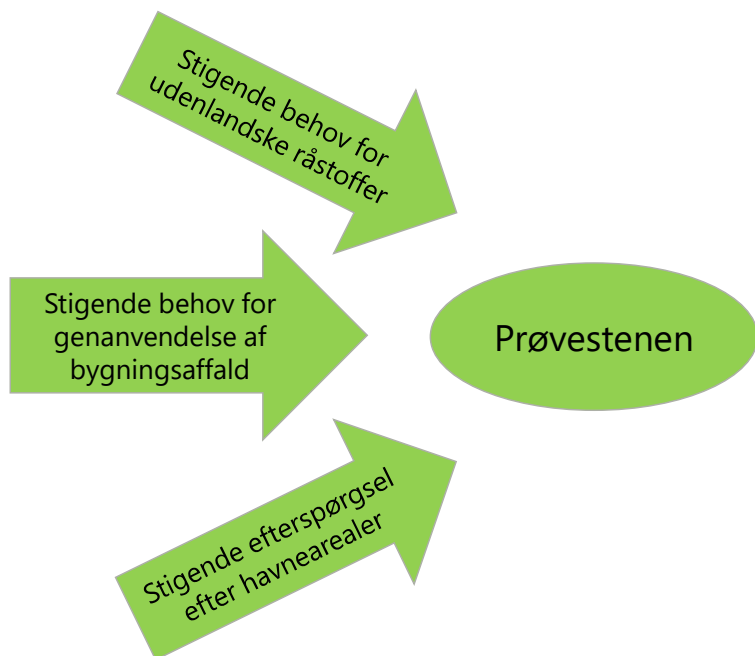 Stigende behov for
udenlandske råstoffer
Stigende behov for
genanvendelse af
bygningsaffald
Prøvestenen
Stigende efterspørgsel
efter havnearealer